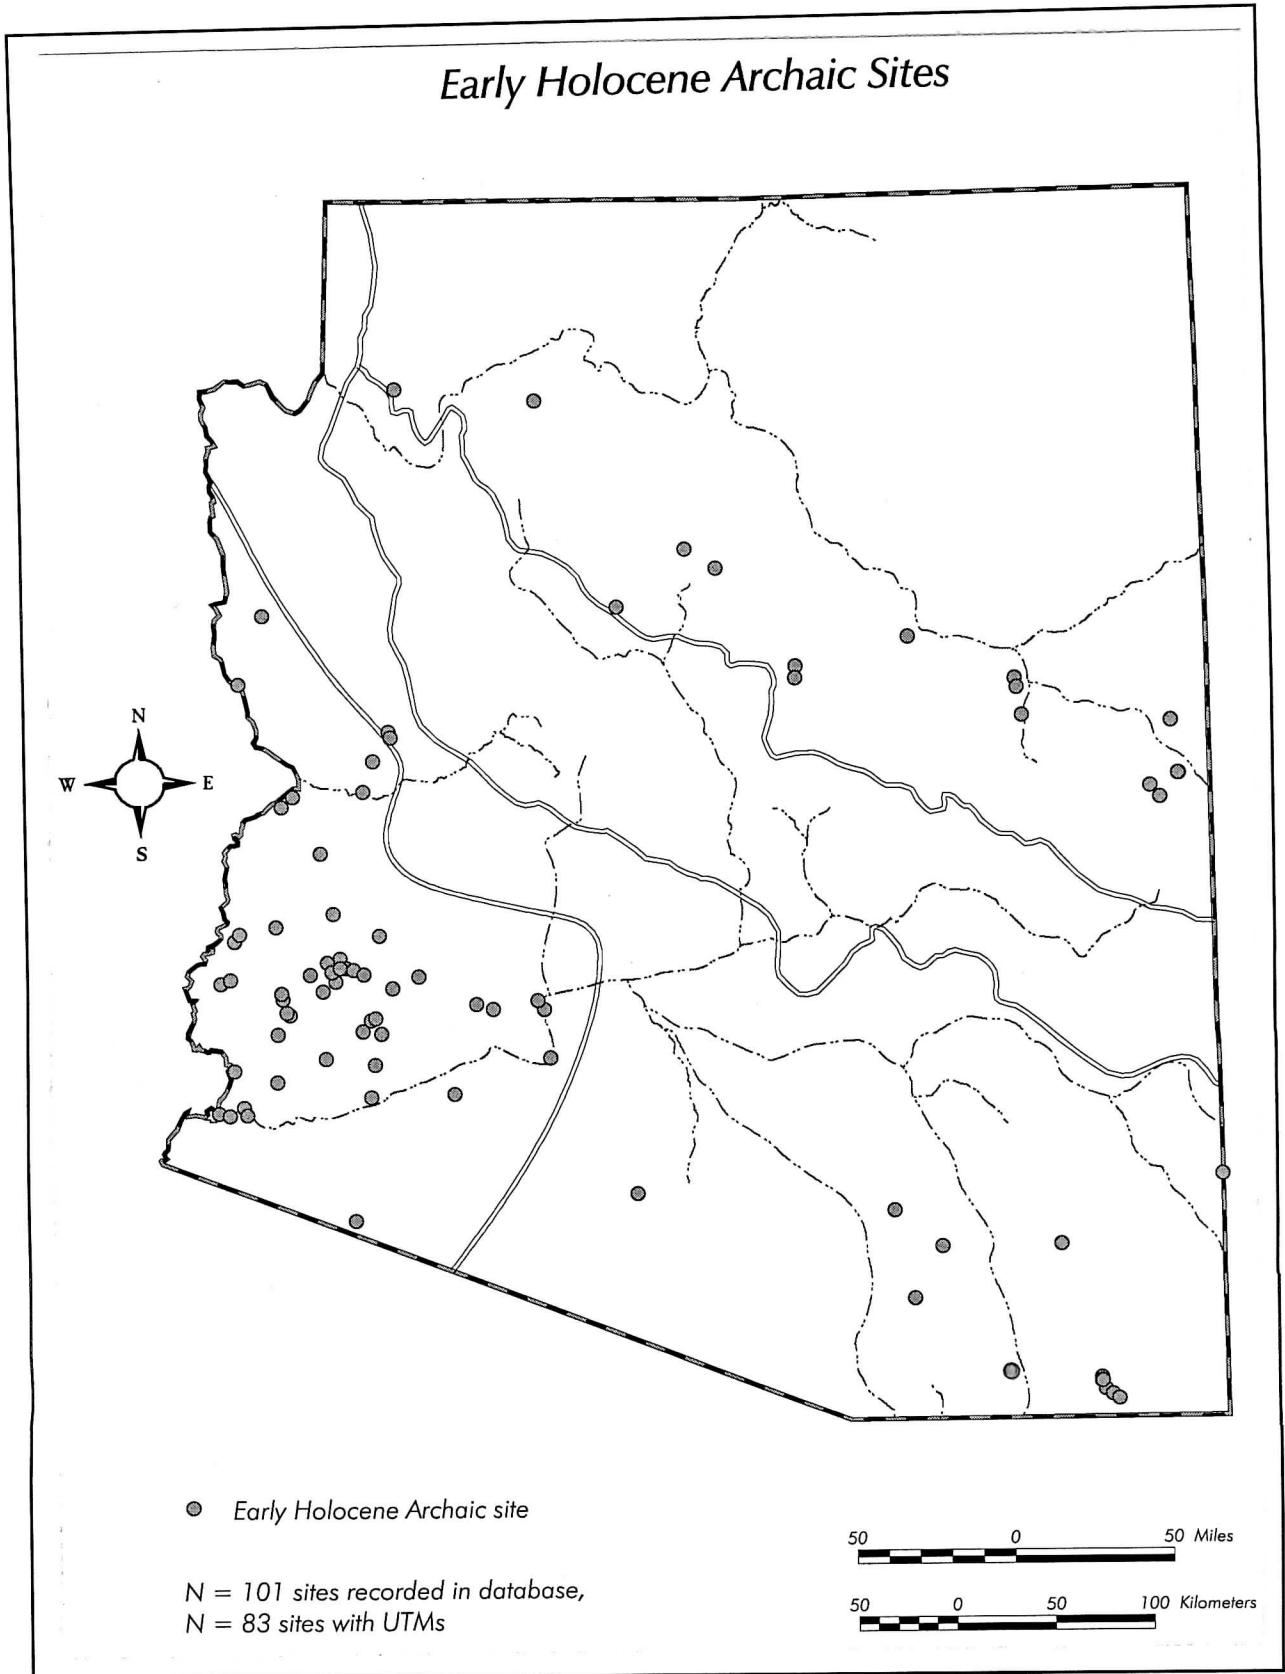 Early Holocene Archaic Sites
N
W E
S
Early Holocene Archaic site
N = 101 sites recorded in database,
N = 83 sites with UTMs
50 0 50 Miles
50 0 50 100 Kilometers